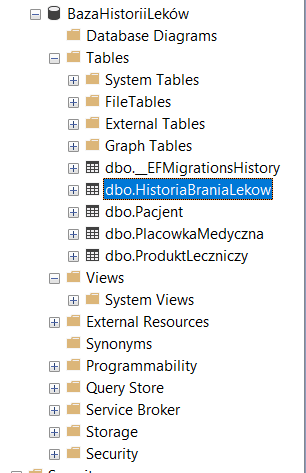 BazaHistoriiLeków
Database Diagrams
Tables
System Tables
FileTables
External Tables
Graph Tables
dbo.__EFMigrationsHistory
dbo.HistoriaBraniaLekow
dbo.Pacjent
dbo.PlacowkaMedyczna
dbo.ProduktLeczniczy
Views
System Views
External Resources
Synonyms
Programmability
Query Store
Service Broker
Storage
Security